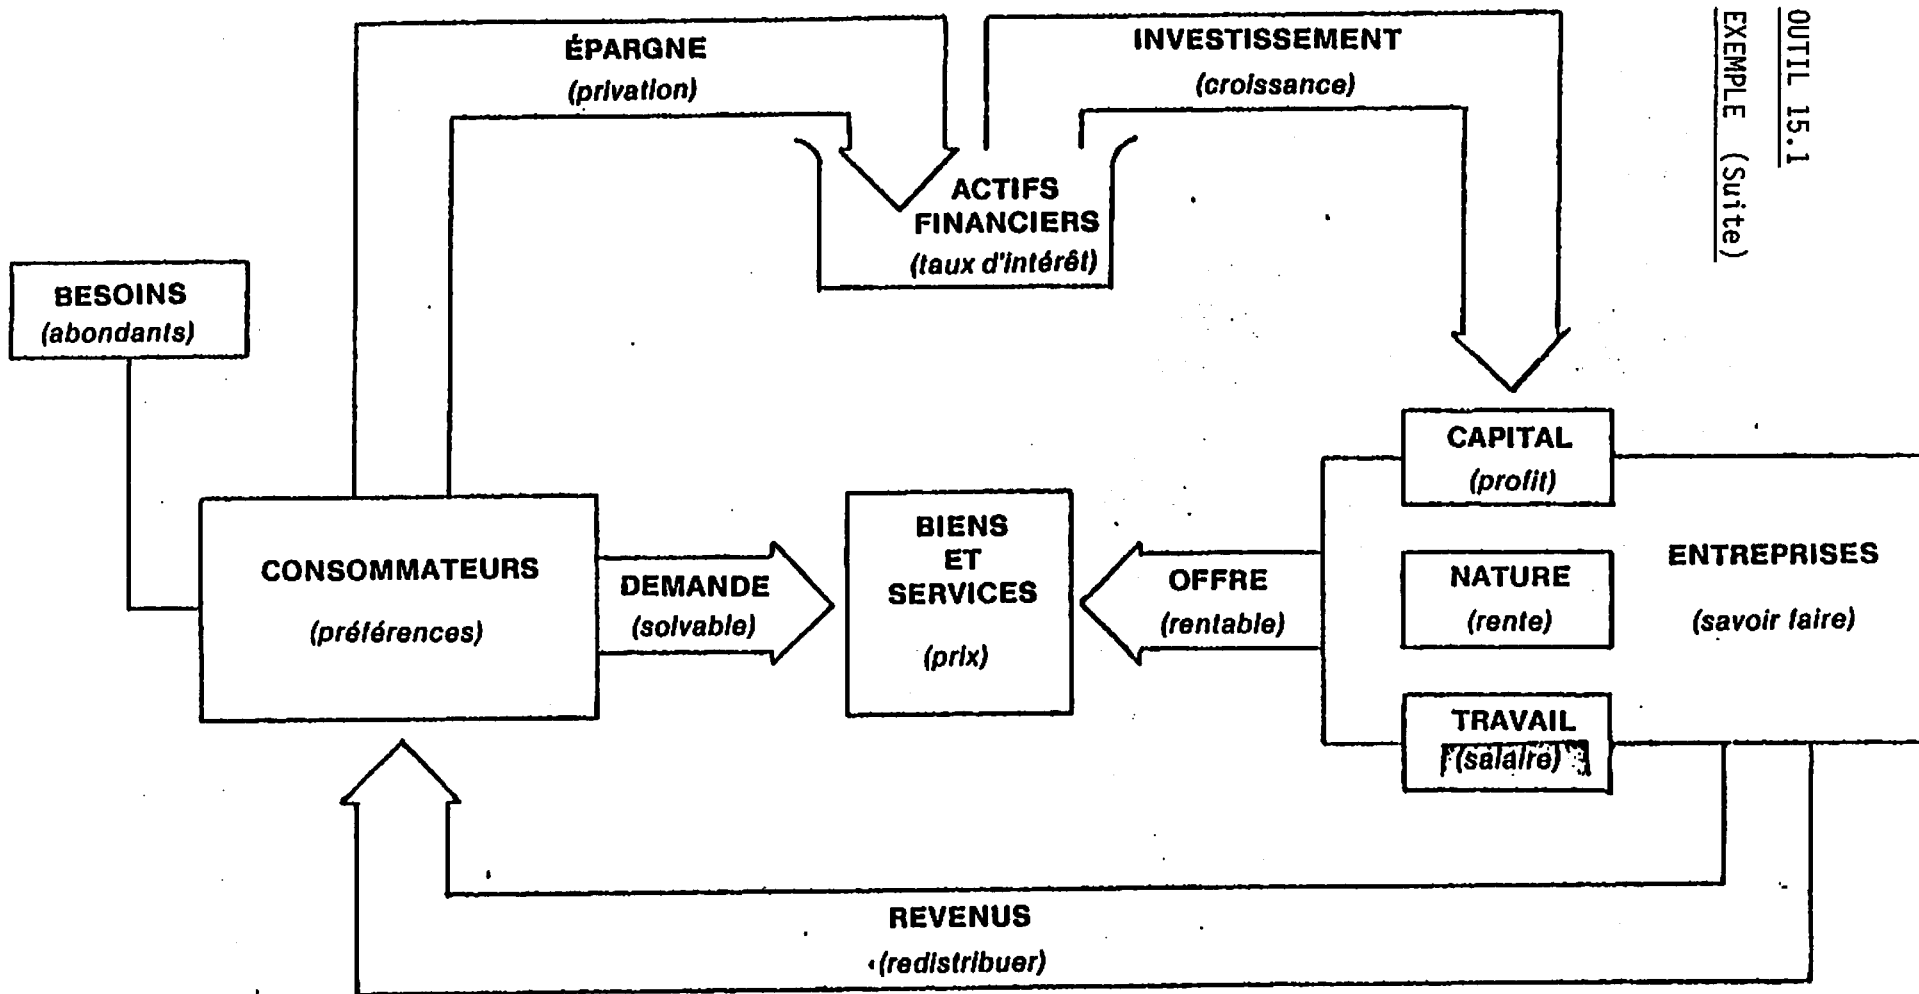 OUTIL 15.1
EXEMPLE (Suite)
ÉPARGNE
(privation)
INVESTISSEMENT
(croissance)
ACTIFS
FINANCIERS
(taux d'intérêt)
BESOINS
(abondants)
CONSOMMATEURS
(préférences)
DEMANDE
(solvable)
BIENS
ET
SERVICES
(prix)
OFFRE
(rentable)
CAPITAL
(profit)
NATURE
(rente)
TRAVAIL
(salaire)
ENTREPRISES
(savoir faire)
REVENUS
(redistribuer)